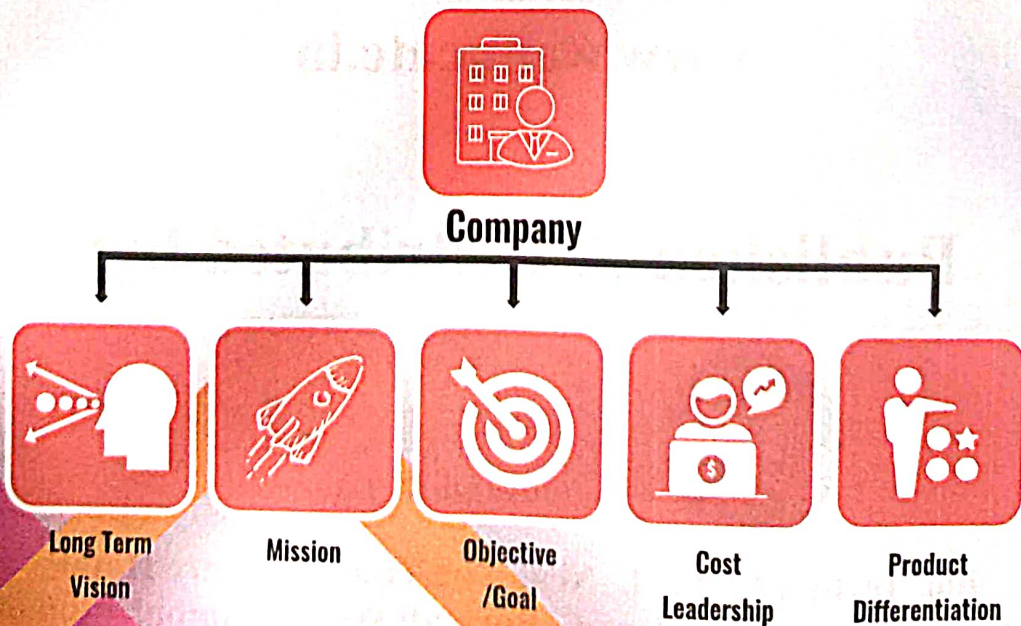 Company
Long Term
Vision
Mission
Objective
/Goal
Cost
Leadership
Product
Differentiation
$